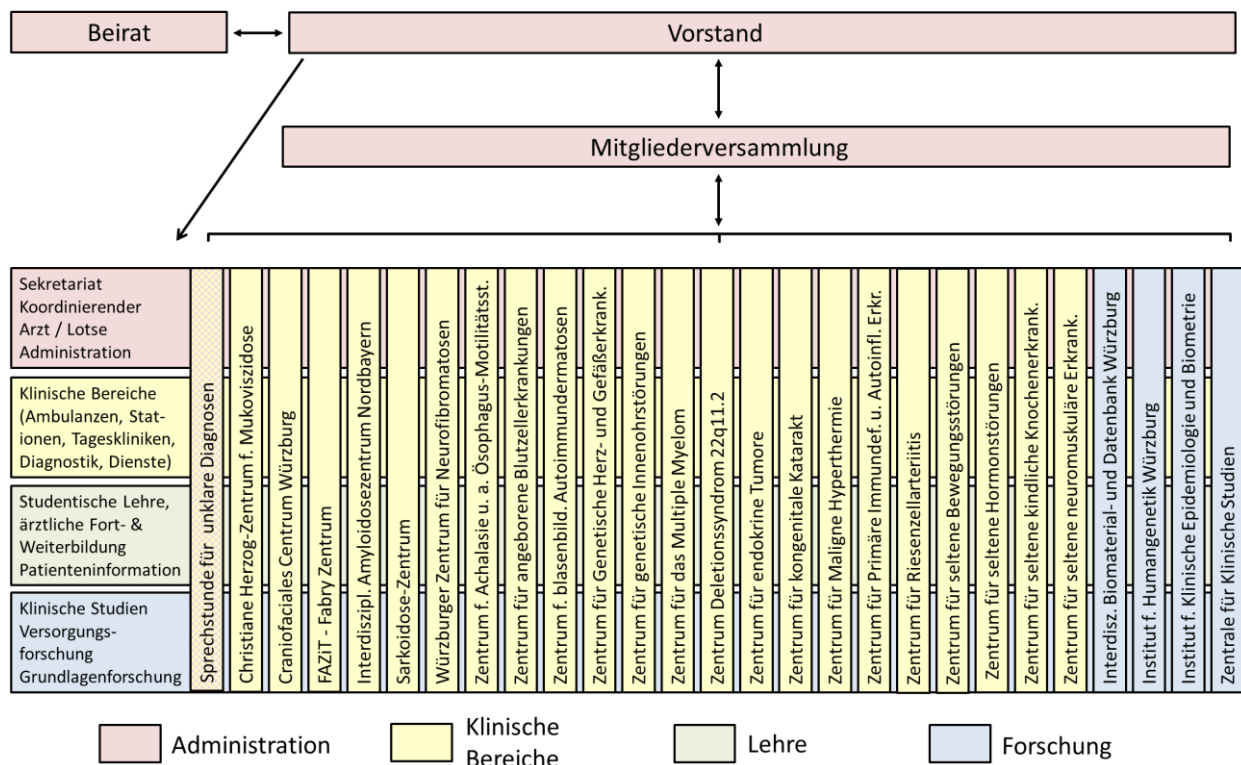 Beirat
Vorstand
Mitgliederversammlung
Sekretariat
Koordinierender
Arzt / Lotse
Administration
Klinische Bereiche
(Ambulanzen, Stat-
ionen, Tageskliniken,
Diagnostik, Dienste)
Studentische Lehre,
ärztliche Fort- &
Weiterbildung
Patienteninformation
Klinische Studien
Versorgungs-
forschung
Grundlagenforschung
Sprechstunde für unklare Diagnosen
Christiane Herzog-Zentrum f. Mukoviszidose
Craniofaciales Centrum Würzburg
FAZiT - Fabry Zentrum
Interdiszipl. Amyloidosezentrum Nordbayern
Sarkoidose-Zentrum
Würzburger Zentrum für Neurofibromatosen
Zentrum f. Achalasie u. a. Ösophagus-Motilitätsst.
Zentrum für angeborene Blutzellerkrankungen
Zentrum f. blasenbild. Autoimmundermatosen
Zentrum für Genetische Herz- und Gefäßerkrank.
Zentrum für genetische Innenohrstörungen
Zentrum für das Multiple Myelom
Zentrum Deletionssyndrom 22q11.2
Zentrum für endokrine Tumore
Zentrum für kongenitale Katarakt
Zentrum für Maligne Hyperthermie
Zentrum für Primäre Immundef. u. Autoinfl. Erkr.
Zentrum für Riesenzellarteriitis
Zentrum für seltene Bewegungsstörungen
Zentrum für seltene Hormonstörungen
Zentrum für seltene kindliche Knochenerkrank.
Zentrum für seltene neuromuskuläre Erkrank.
Interdisz. Biomaterial- und Datenbank Würzburg
Institut f. Humangenetik Würzburg
Institut f. Klinische Epidemiologie und Biometrie
Zentrale für Klinische Studien
Administration
Klinische
Bereiche
Lehre
Forschung